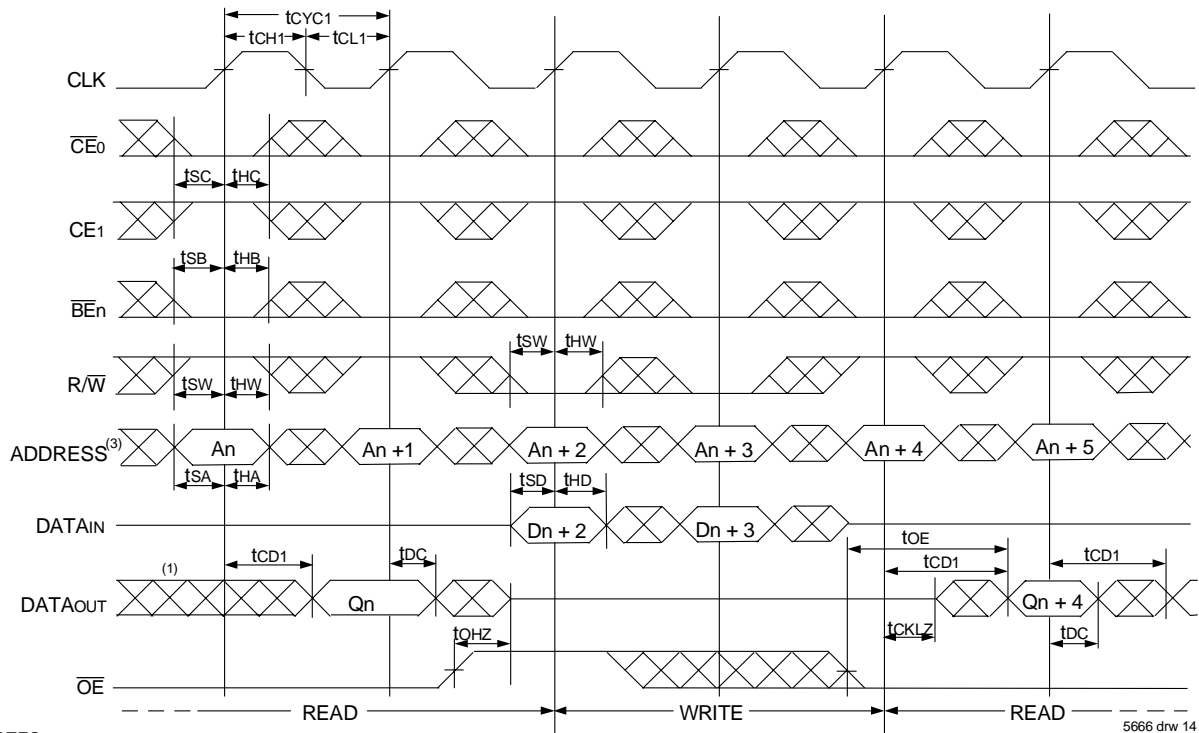 tCYC1
tCH1 tCL1
CLK
CE0
tSC tHC
CE1
tSB tHB
BEn
tSW tHW
R/W
tSW tHW
ADDRESS(3) An An +1 An + 2 An + 3 An + 4 An + 5
tSA tHA tSD tHD
DATAIN Dn + 2 Dn + 3
tOE
tCD1 tDC tCD1 tCD1
(1)
DATAOUT Qn Qn + 4
tOHZ tCKLZ tDC
OE
READ WRITE READ
5666 drw 14